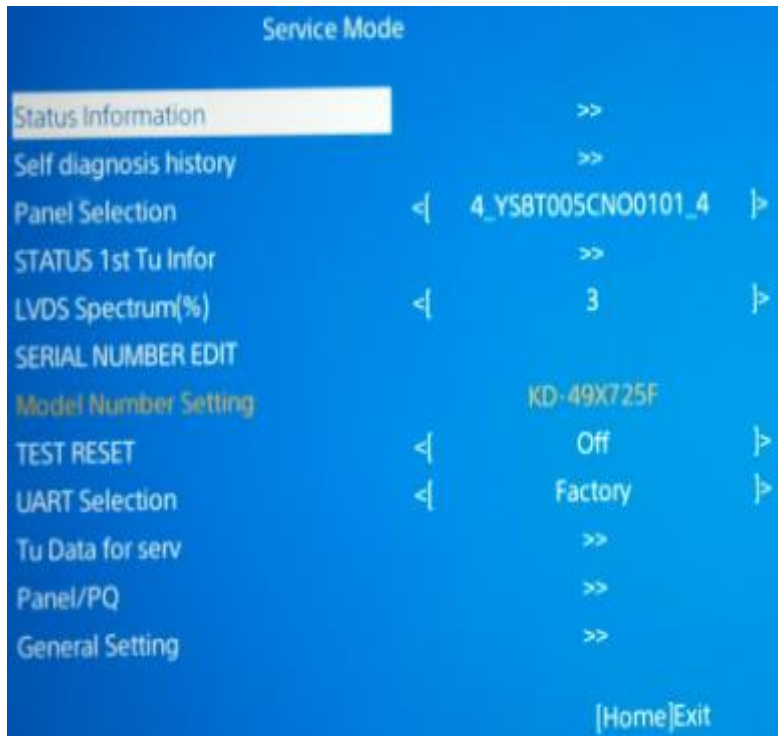 Service Mode
Status Information >>
Self diagnosis history >>
Panel Selection <[ 4_YS8T005CNO0101_4 ]>
STATUS 1st Tu Infor >>
LVDS Spectrum(%) <[ 3 ]>
SERIAL NUMBER EDIT
Model Number Setting KD-49X725F
TEST RESET <[ Off ]>
UART Selection <[ Factory ]>
Tu Data for serv >>
Panel/PQ >>
General Setting >>
[Home]Exit